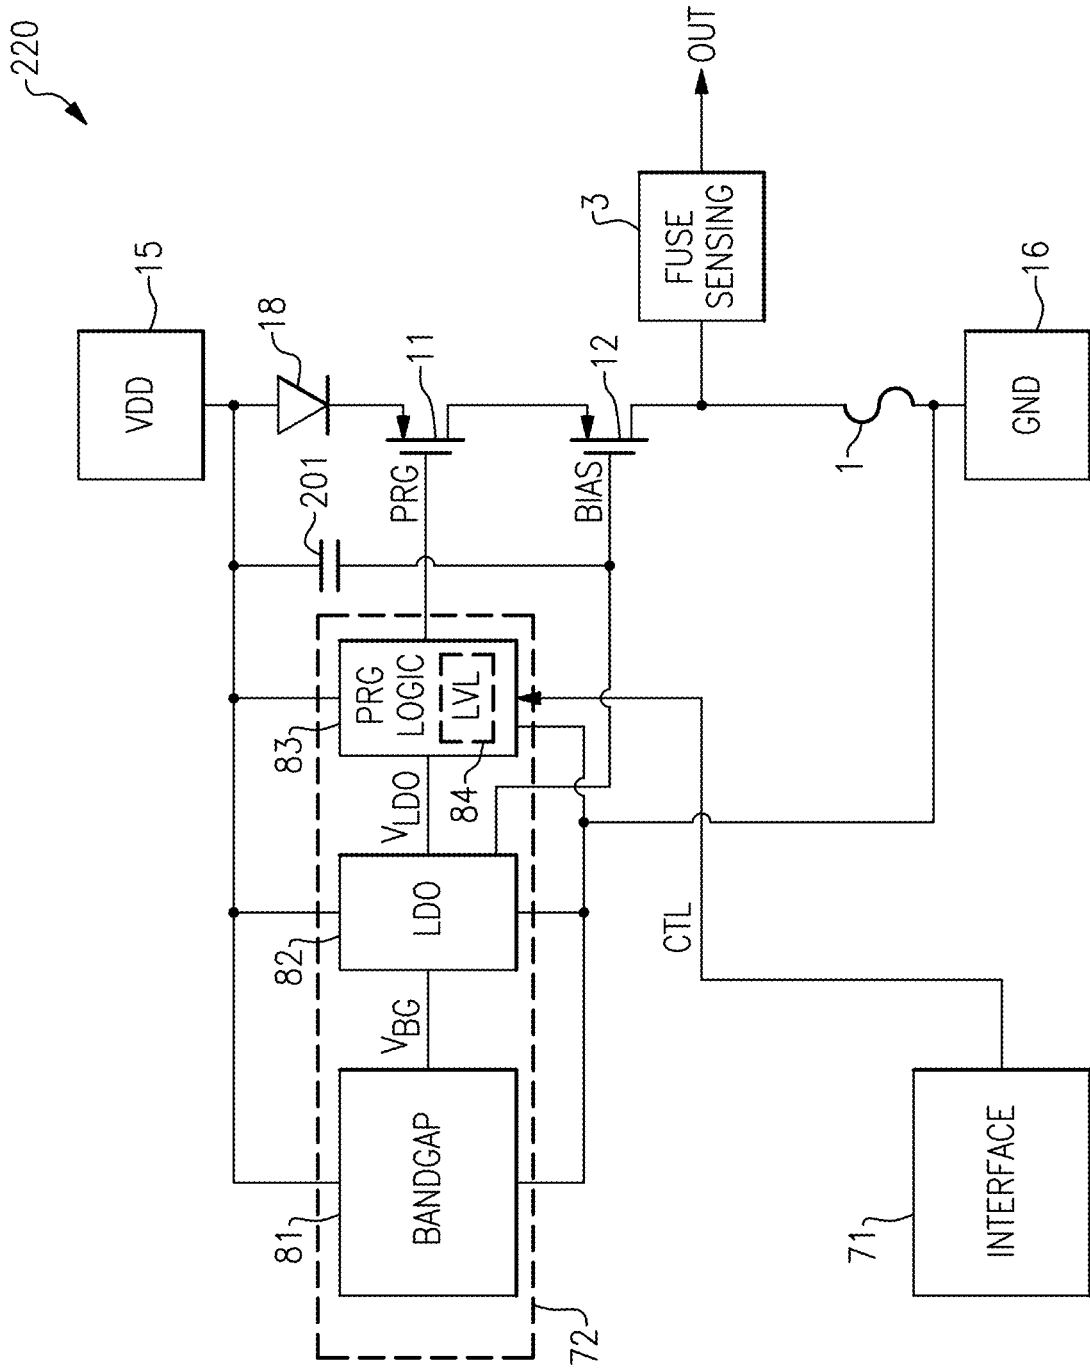 220
VDD
15
18
201
PRG
11
BIAS
12
FUSE
SENSING
3
OUT
1
GND
16
PRG
LOGIC
LVL
83
84
VLDO
LDO
82
VBG
BANDGAP
81
72
CTL
INTERFACE
71